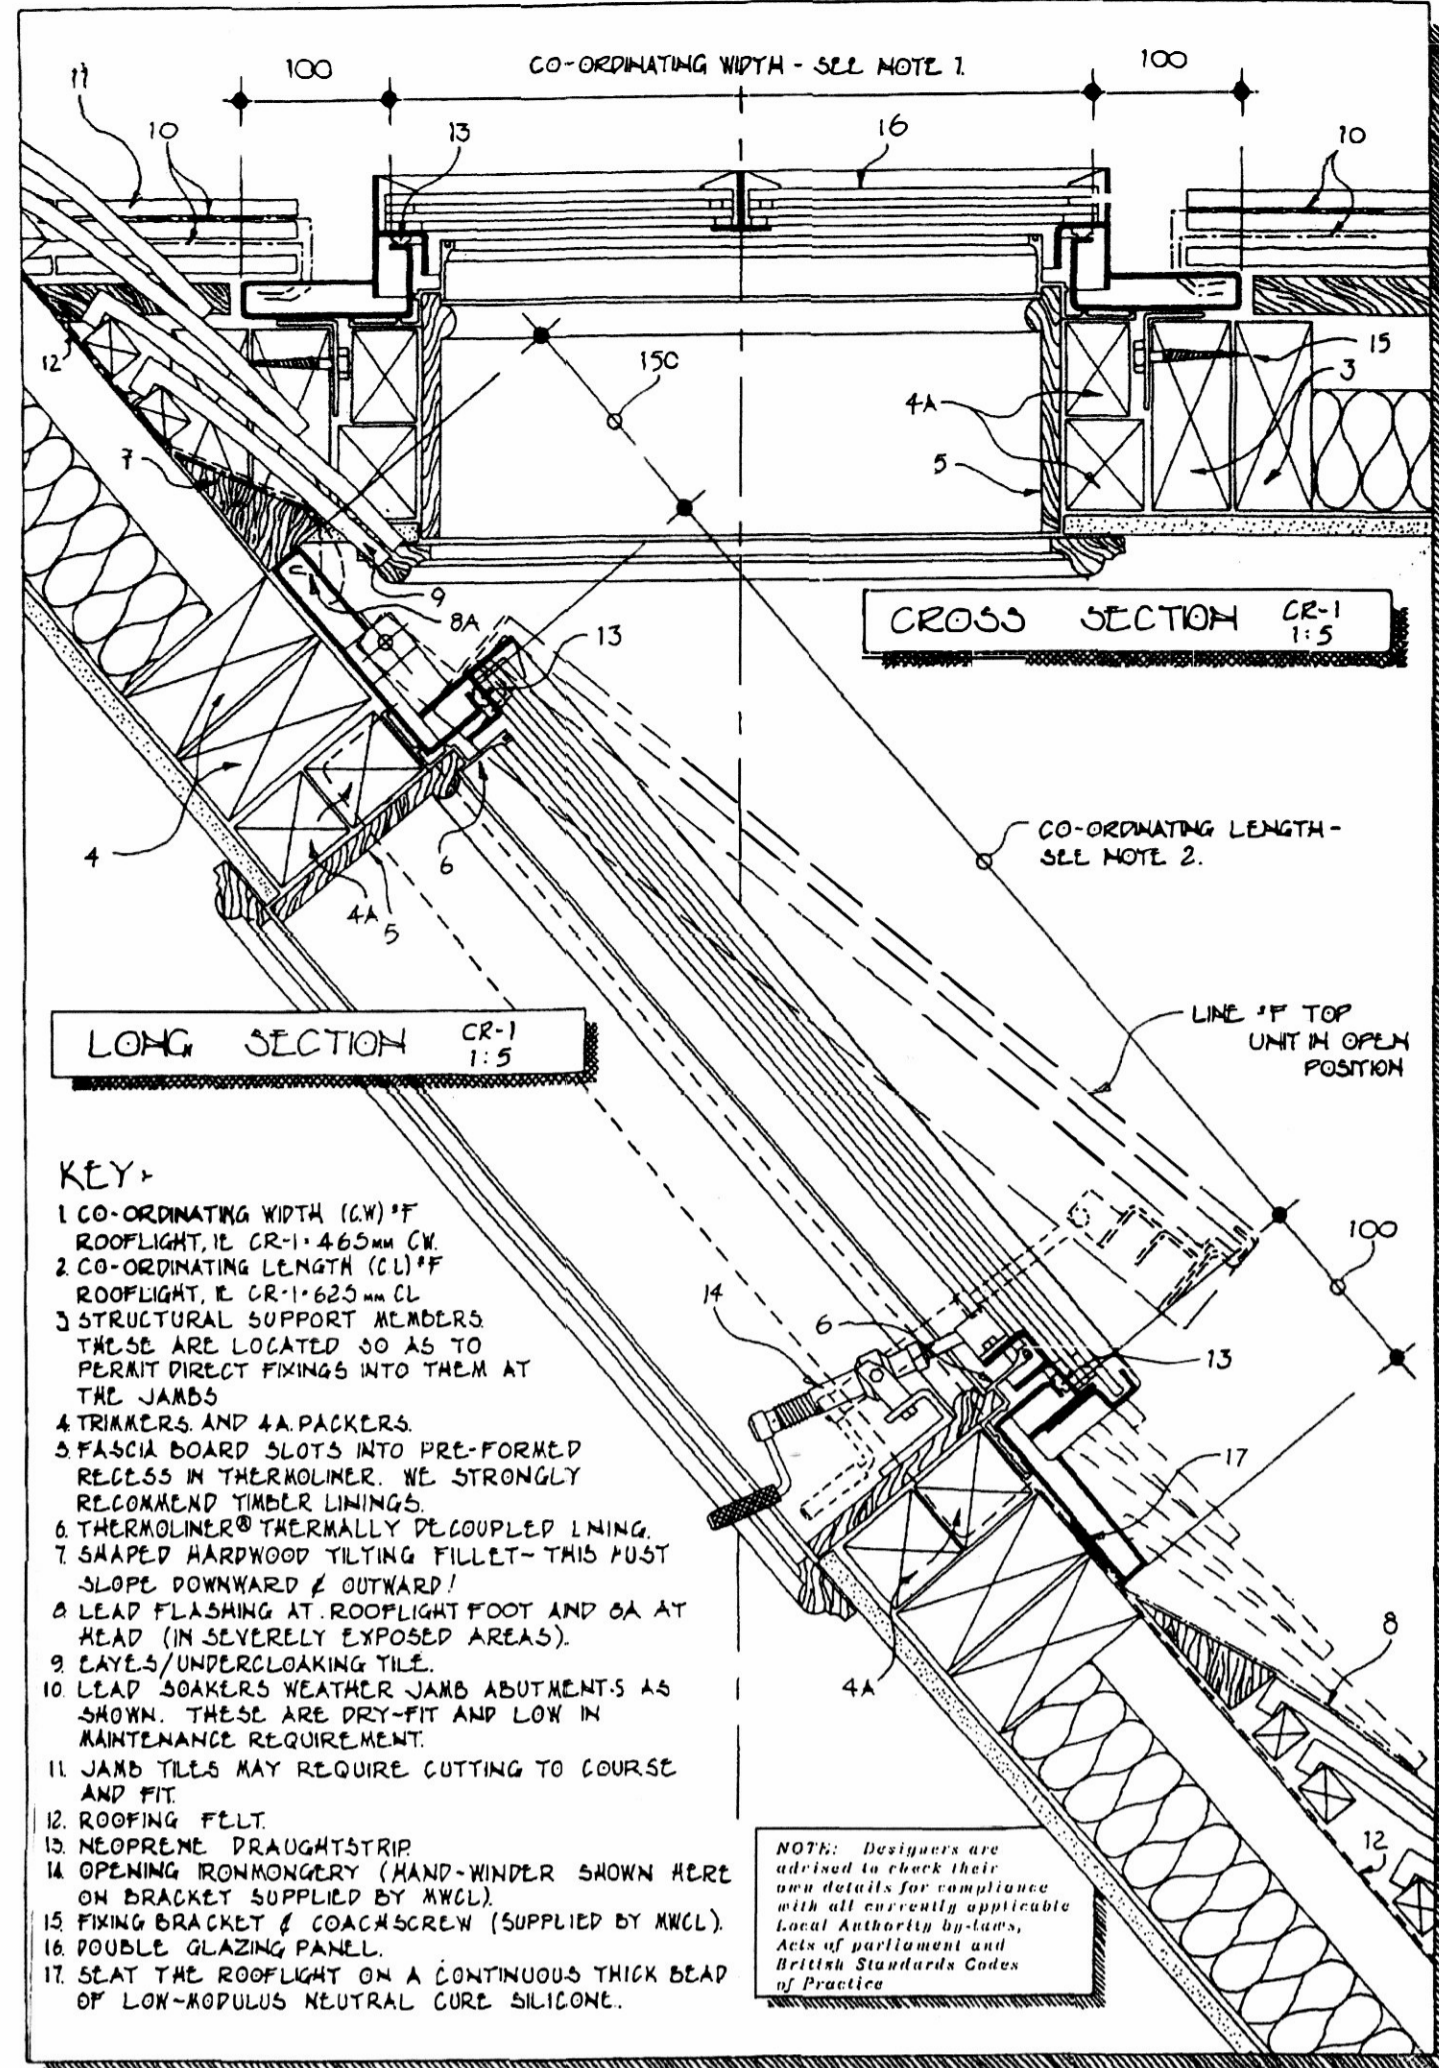 11
100
CO-ORDINATING WIDTH - SEE NOTE 1.
100
10
13
16
10
12
150
15
3
4A
5
7
9
8A
13
CROSS SECTION CR-1
1:5
4
6
4A
5
CO-ORDINATING LENGTH -
SEE NOTE 2.
LINE OF TOP
UNIT IN OPEN
POSITION
LONG SECTION CR-1
1:5
100
14
6
13
17
8
4A
12
KEY:-
1. CO-ORDINATING WIDTH (C.W) OF
ROOFLIGHT, IE CR-1 · 465mm CW.
2. CO-ORDINATING LENGTH (C.L) OF
ROOFLIGHT, IE CR-1 · 625mm CL
3 STRUCTURAL SUPPORT MEMBERS.
THESE ARE LOCATED SO AS TO
PERMIT DIRECT FIXINGS INTO THEM AT
THE JAMBS
4. TRIMMERS. AND 4A. PACKERS.
5. FASCIA BOARD SLOTS INTO PRE-FORMED
RECESS IN THERMOLINER. WE STRONGLY
RECOMMEND TIMBER LININGS.
6. THERMOLINER® THERMALLY DECOUPLED LNING.
7. SHAPED HARDWOOD TILTING FILLET - THIS MUST
SLOPE DOWNWARD & OUTWARD!
8. LEAD FLASHING AT ROOFLIGHT FOOT AND 8A AT
HEAD (IN SEVERELY EXPOSED AREAS).
9. EAVES/UNDERCLOAKING TILE.
10. LEAD SOAKERS WEATHER JAMB ABUTMENTS AS
SHOWN. THESE ARE DRY-FIT AND LOW IN
MAINTENANCE REQUIREMENT.
11. JAMB TILES MAY REQUIRE CUTTING TO COURSE
AND FIT.
12. ROOFING FELT.
13. NEOPRENE DRAUGHTSTRIP.
14. OPENING IRONMONGERY (HAND-WINDER SHOWN HERE
ON BRACKET SUPPLIED BY MWCL).
15. FIXING BRACKET & COACHSCREW (SUPPLIED BY MWCL).
16. DOUBLE GLAZING PANEL.
17. SEAT THE ROOFLIGHT ON A CONTINUOUS THICK BEAD
OF LOW-MODULUS NEUTRAL CURE SILICONE.
NOTE: Designers are
advised to check their
own details for compliance
with all currently applicable
Local Authority by-laws,
Acts of parliament and
British Standards Codes
of Practice